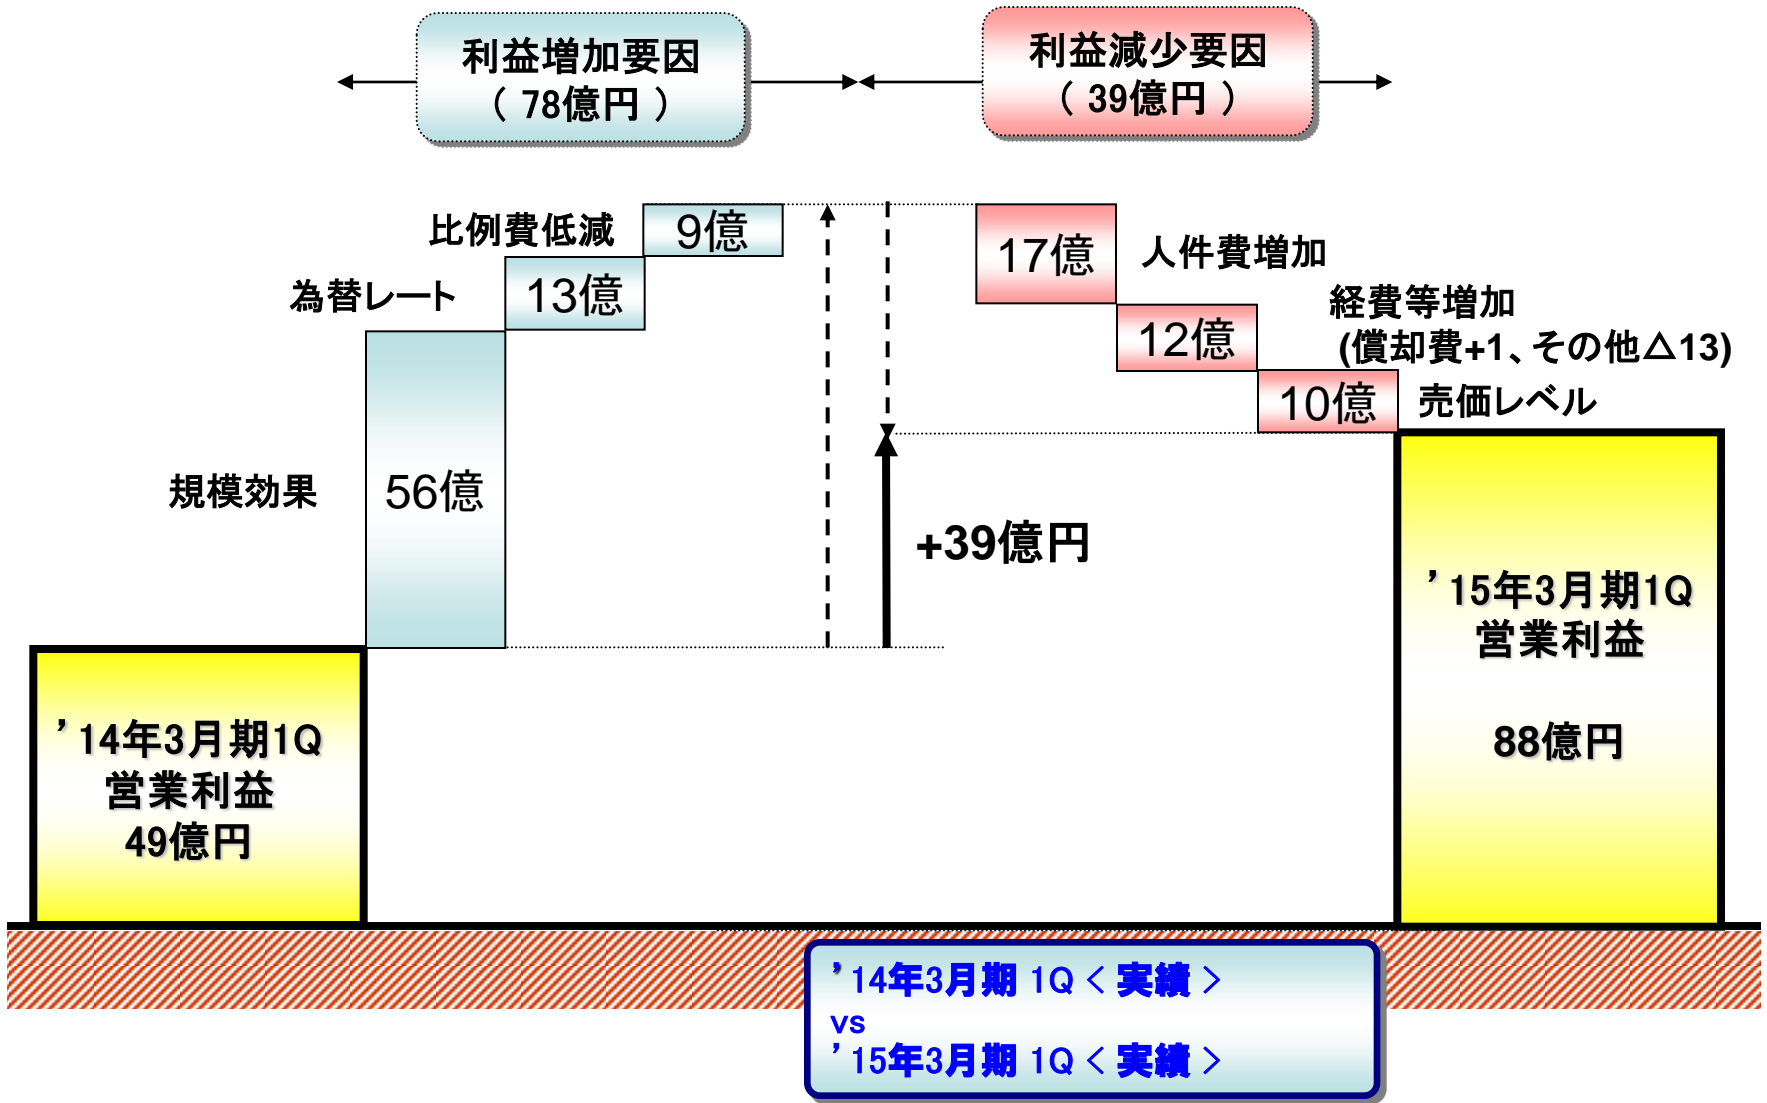 利益増加要因
（ 78億円 ）
利益減少要因
（ 39億円 ）
比例費低減
9億
為替レート
13億
規模効果
56億
17億
人件費増加
12億
経費等増加
(償却費+1、その他△13)
10億
売価レベル
+39億円
’14年3月期1Q
営業利益
49億円
’15年3月期1Q
営業利益
88億円
’14年3月期 1Q < 実績 >
vs
’15年3月期 1Q < 実績 >